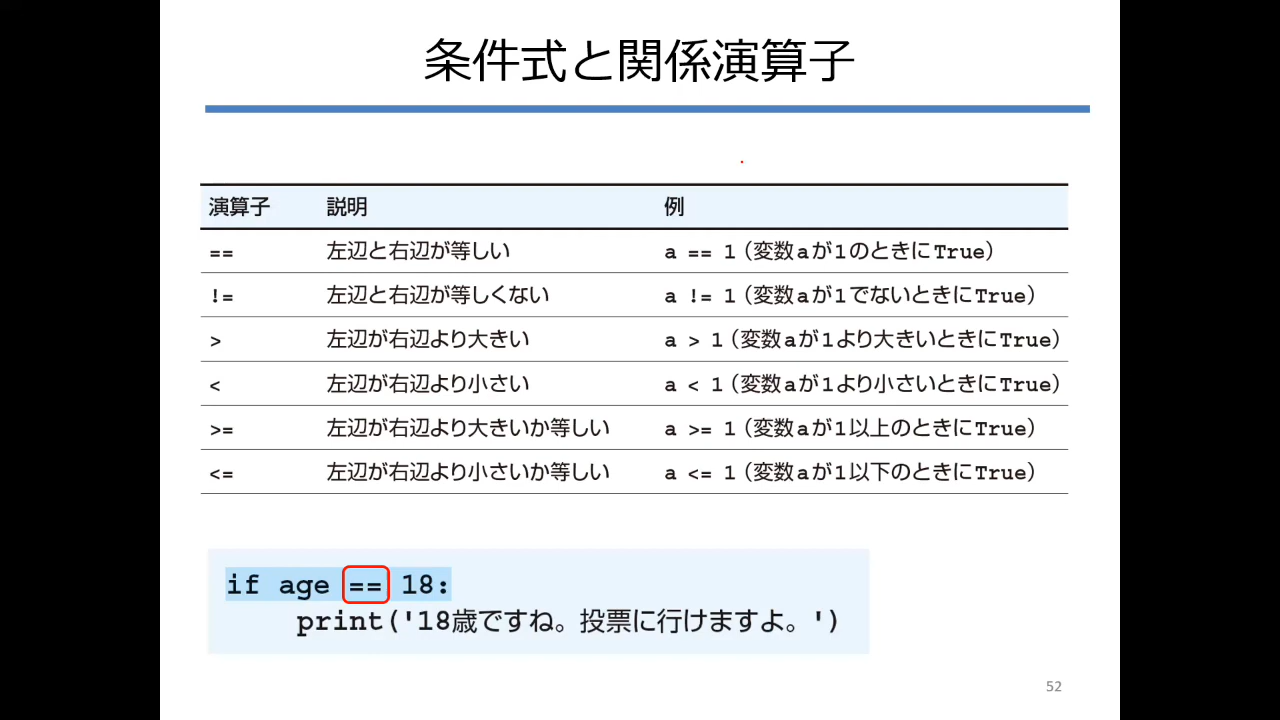 条件式と関係演算子
演算子 説明 例
== 左辺と右辺が等しい a == 1（変数aが1のときにTrue）
!= 左辺と右辺が等しくない a != 1（変数aが1でないときにTrue）
> 左辺が右辺より大きい a > 1（変数aが1より大きいときにTrue）
< 左辺が右辺より小さい a < 1（変数aが1より小さいときにTrue）
>= 左辺が右辺より大きいか等しい a >= 1（変数aが1以上のときにTrue）
<= 左辺が右辺より小さいか等しい a <= 1（変数aが1以下のときにTrue）
if age == 18:
print('18歳ですね。投票に行けますよ。')
52